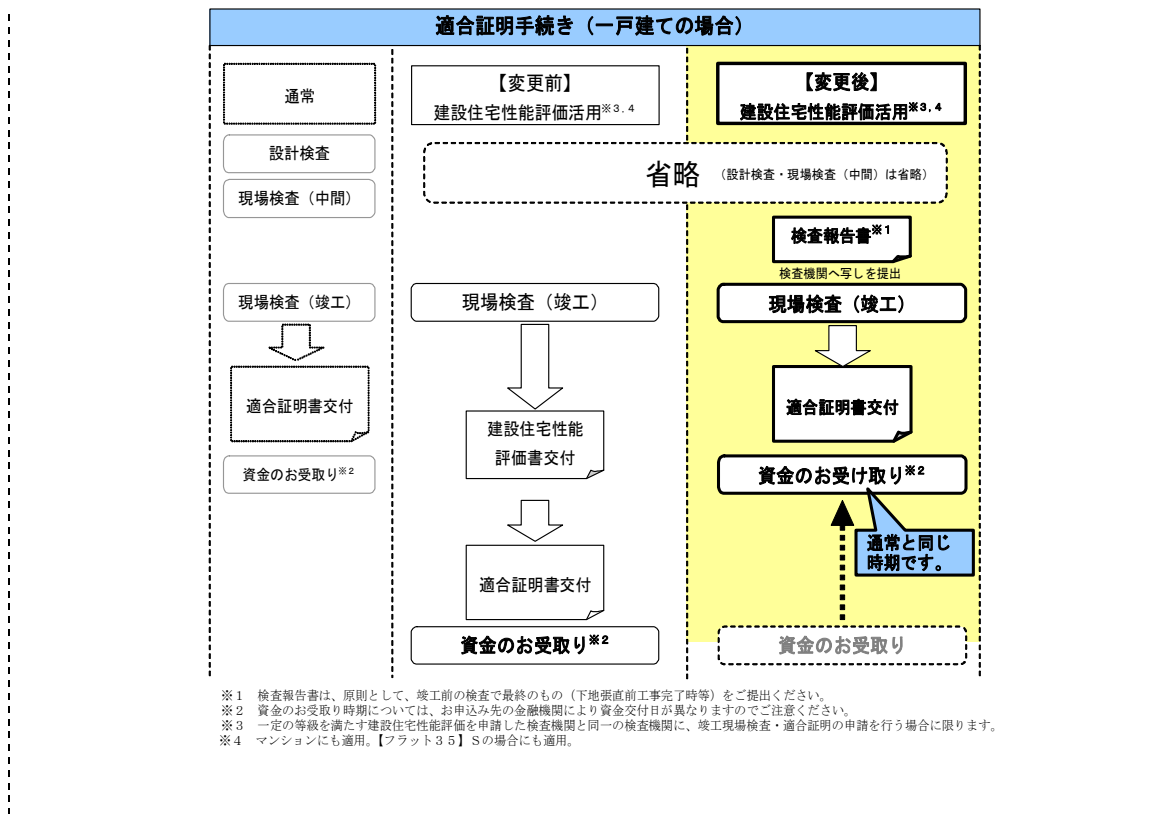 適合証明手続き（一戸建ての場合）
通常
設計検査
現場検査（中間）
現場検査（竣工）
適合証明書交付
資金のお受取り※2
【変更前】
建設住宅性能評価活用※3,4
省略 （設計検査・現場検査（中間）は省略）
現場検査（竣工）
建設住宅性能
評価書交付
適合証明書交付
資金のお受取り※2
【変更後】
建設住宅性能評価活用※3,4
検査報告書※1
検査機関へ写しを提出
現場検査（竣工）
適合証明書交付
資金のお受け取り※2
通常と同じ
時期です。
資金のお受取り
※１　検査報告書は、原則として、竣工前の検査で最終のもの（下地張直前工事完了時等）をご提出ください。
※２　資金のお受取り時期については、お申込み先の金融機関により資金交付日が異なりますのでご注意ください。
※３　一定の等級を満たす建設住宅性能評価を申請した検査機関と同一の検査機関に、竣工現場検査・適合証明の申請を行う場合に限ります。
※４　マンションにも適用。【フラット３５】Ｓの場合にも適用。